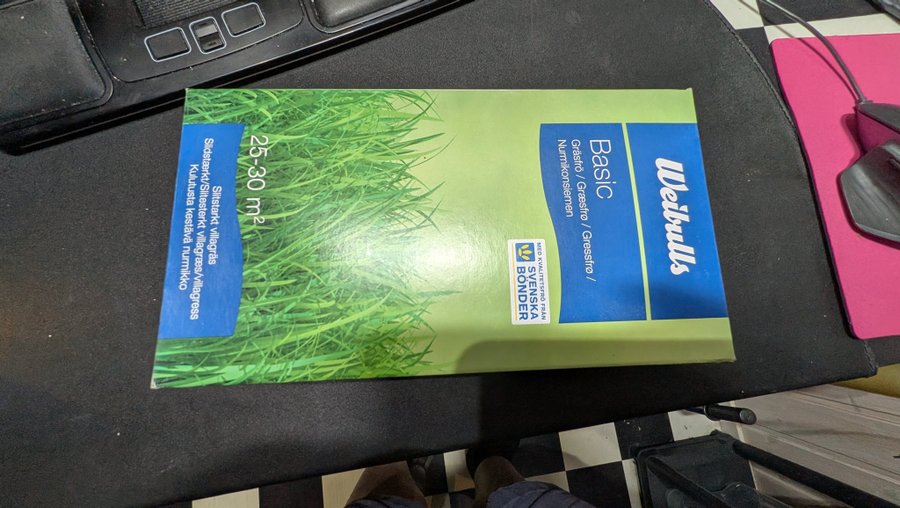 Weibulls
Basic
Gräsfrö / Græsfrø / Gressfrø /
Nurmikonsiemen
MED KVALITETSFRÖ FRÅN
SVENSKA
BÖNDER
25-30 m²
Slitstarkt villagräs
Slidstærkt/Slitesterkt villagræs/villagress
Kulutusta kestävä nurmikko